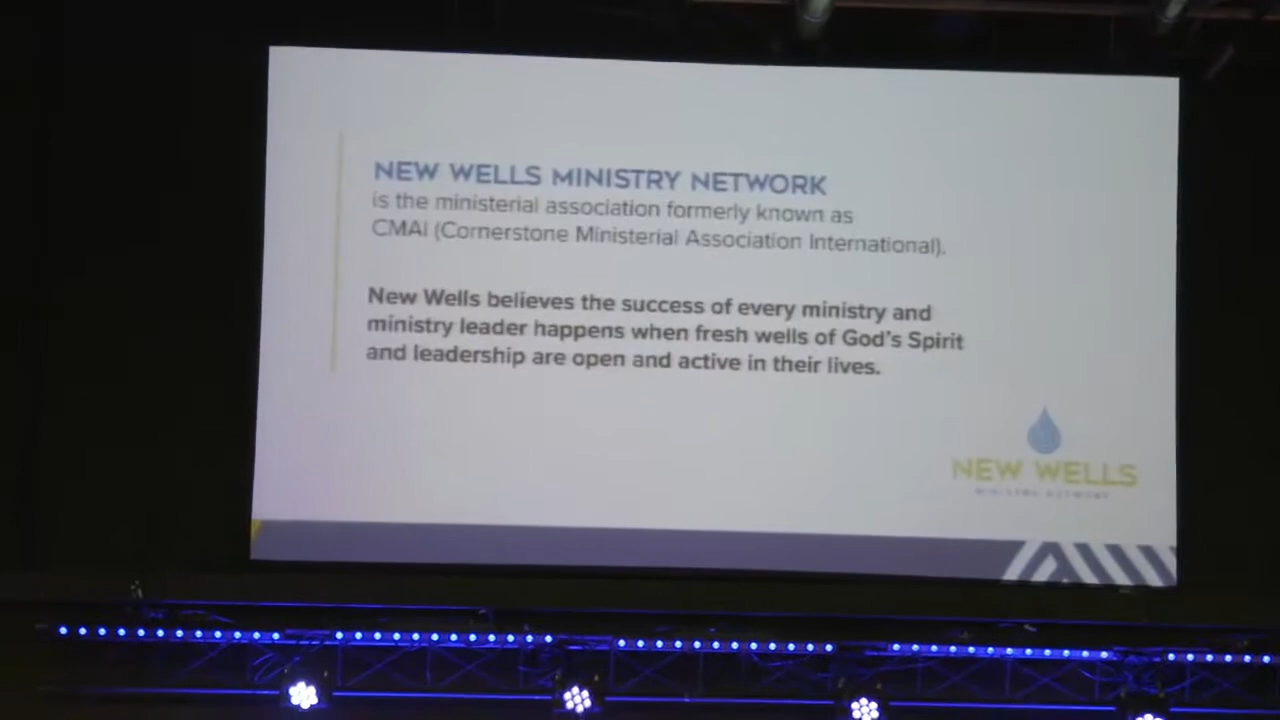 NEW WELLS MINISTRY NETWORK
is the ministerial association formerly known as
CMAI (Cornerstone Ministerial Association International).
New Wells believes the success of every ministry and
ministry leader happens when fresh wells of God's Spirit
and leadership are open and active in their lives.
NEW WELLS
MINISTRY NETWORK